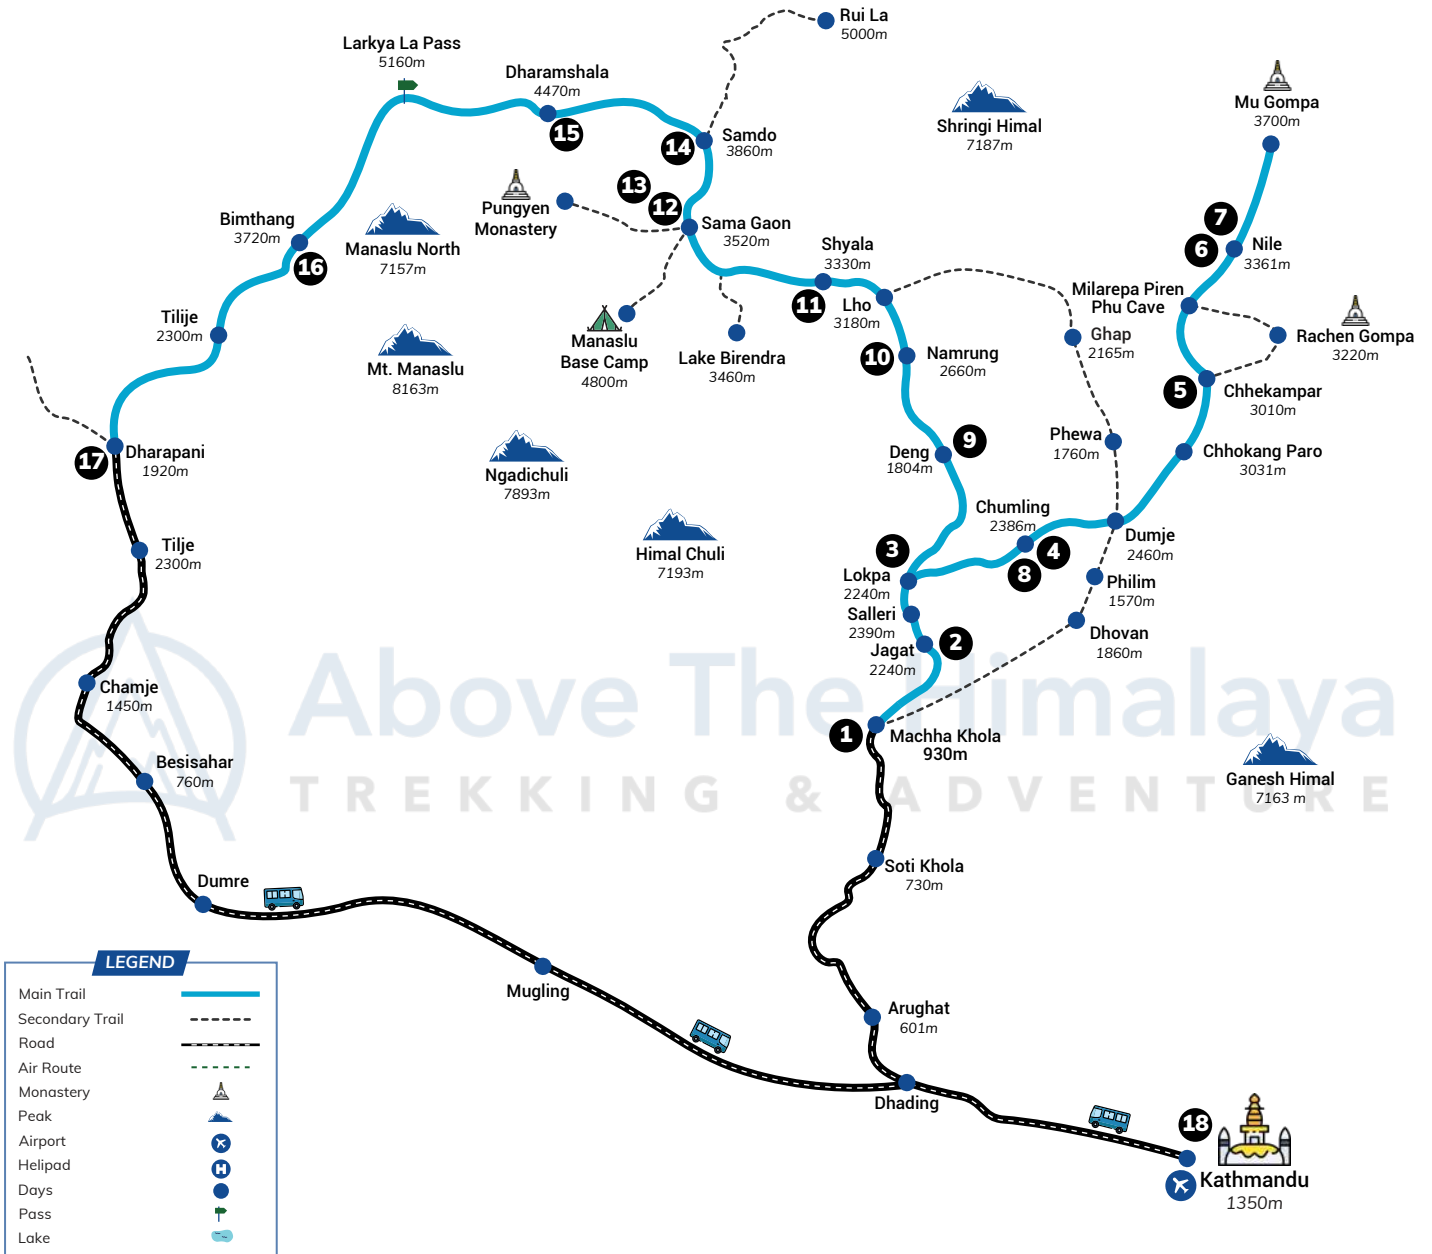 Rui La
5000m
Larkya La Pass
5160m
Dharamshala
4470m
15
14
Samdo
3860m
Shringi Himal
7187m
Mu Gompa
3700m
13
12
Pungyen
Monastery
Sama Gaon
3520m
Bimthang
3720m
16
Manaslu North
7157m
Shyala
3330m
11
Lho
3180m
7
6
Nile
3361m
Milarepa Piren
Phu Cave
Rachen Gompa
3220m
Tilije
2300m
Mt. Manaslu
8163m
Manaslu
Base Camp
4800m
Lake Birendra
3460m
10
Namrung
2660m
Ghap
2165m
5
Chhekampar
3010m
17
Dharapani
1920m
Ngadichuli
7893m
Deng
1804m
9
Phewa
1760m
Chhokang Paro
3031m
Tilje
2300m
Himal Chuli
7193m
Chumling
2386m
3
4
8
Dumje
2460m
Lokpa
2240m
Philim
1570m
Salleri
2390m
Jagat
2240m
2
Dhovan
1860m
Above The Himalaya
TREKKING & ADVENTURE
Chamje
1450m
1
Machha Khola
930m
Besisahar
760m
Ganesh Himal
7163 m
Soti Khola
730m
Dumre
Mugling
Arughat
601m
Dhading
18
Kathmandu
1350m
LEGEND
Main Trail
Secondary Trail
Road
Air Route
Monastery
Peak
Airport
Helipad
H
Days
Pass
Lake